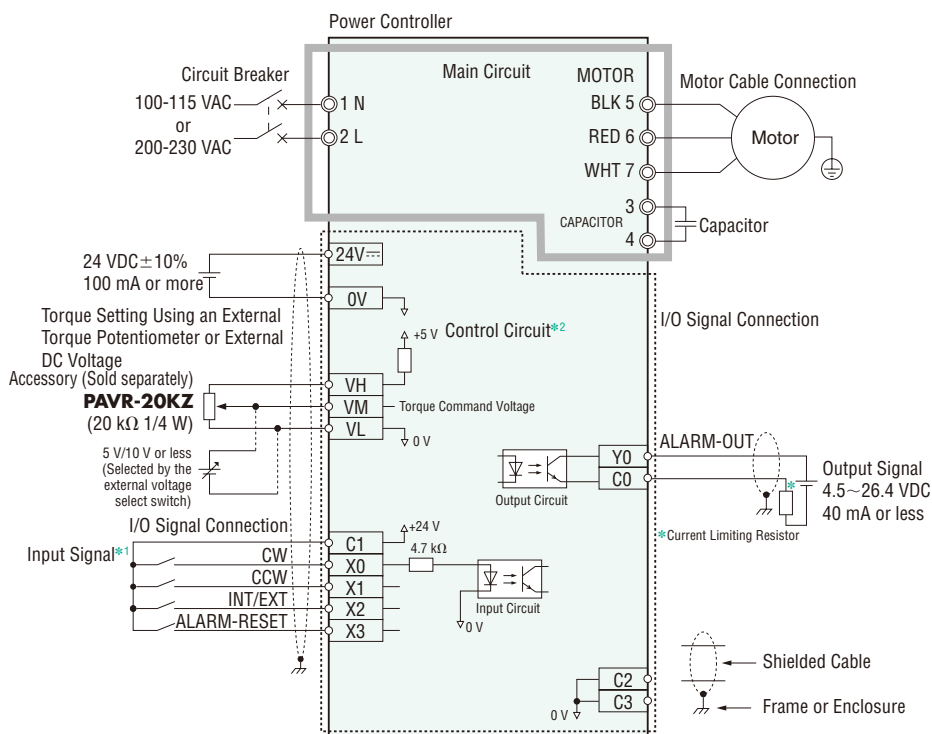 Power Controller
Main Circuit
Circuit Breaker
100-115 VAC
or
200-230 VAC
1 N
2 L
MOTOR
BLK 5
RED 6
WHT 7
3
CAPACITOR
4
Motor Cable Connection
Motor
Capacitor
24 VDC±10%
100 mA or more
24V
0V
Torque Setting Using an External
Torque Potentiometer or External
DC Voltage
Accessory (Sold separately)
PAVR-20KZ
(20 kΩ 1/4 W)
5 V/10 V or less
(Selected by the
external voltage
select switch)
+5 V
Control Circuit*2
VH
VM
Torque Command Voltage
VL
0 V
I/O Signal Connection
Y0
C0
Output Circuit
ALARM-OUT
*
Output Signal
4.5~26.4 VDC
40 mA or less
*Current Limiting Resistor
I/O Signal Connection
Input Signal*1
CW
CCW
INT/EXT
ALARM-RESET
C1
X0
X1
X2
X3
+24 V
4.7 kΩ
Input Circuit
0 V
C2
C3
0 V
Shielded Cable
Frame or Enclosure